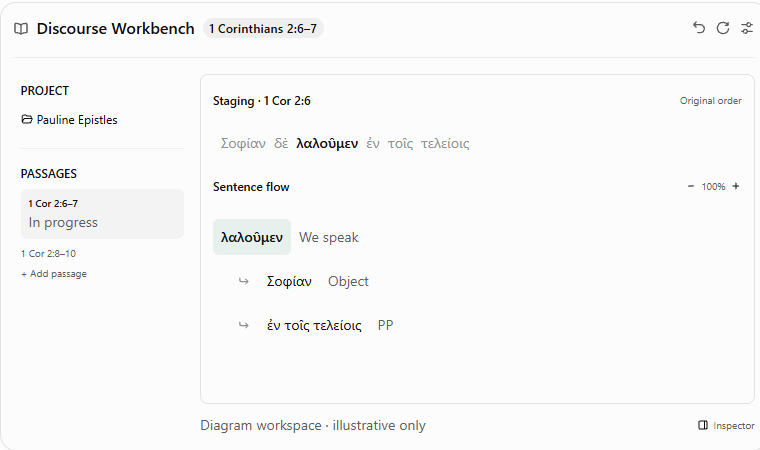 Discourse Workbench 1 Corinthians 2:6–7
PROJECT
Pauline Epistles
PASSAGES
1 Cor 2:6–7
In progress
1 Cor 2:8–10
+ Add passage
Staging · 1 Cor 2:6 Original order
Σοφίαν δὲ λαλοῦμεν ἐν τοῖς τελείοις
Sentence flow − 100% +
λαλοῦμεν We speak
↪ Σοφίαν Object
↪ ἐν τοῖς τελείοις PP
Diagram workspace · illustrative only Inspector